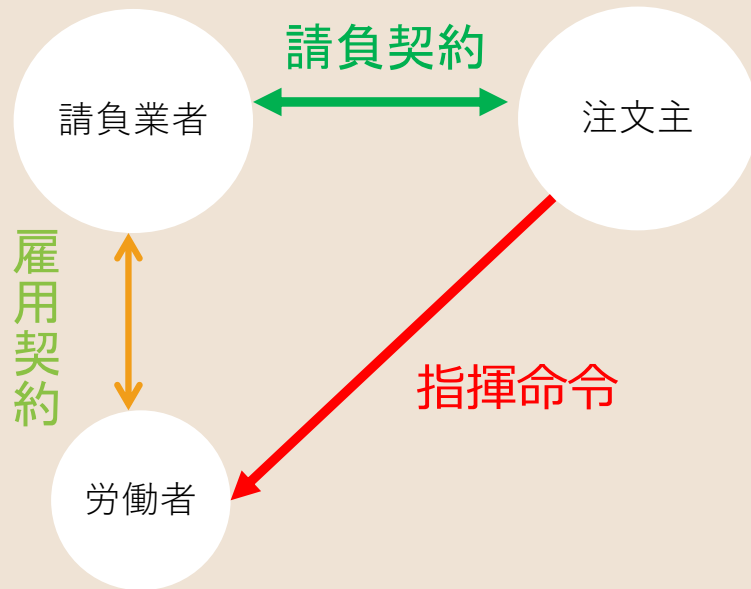 請負契約
請負業者
注文主
雇用契約
指揮命令
労働者